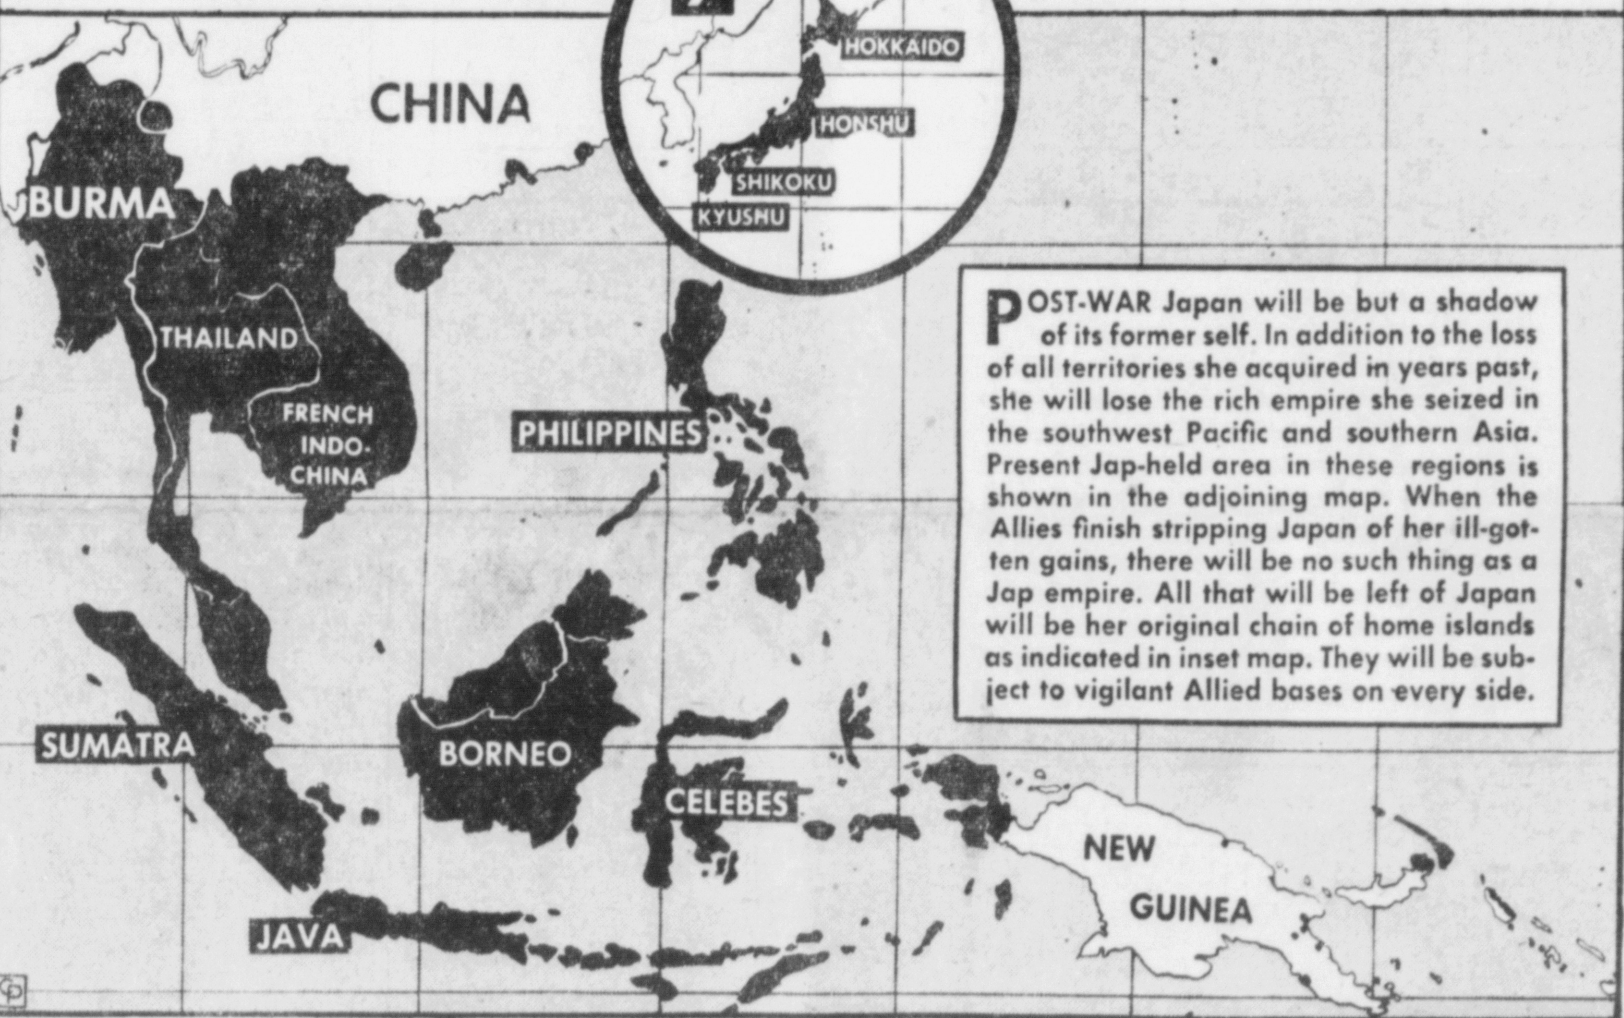 HOKKAIDO
CHINA
HONSHU
SHIKOKU
BURMA
KYUSHU
POST-WAR Japan will be but a shadow
of its former self. In addition to the loss
of all territories she acquired in years past,
she will lose the rich empire she seized in
the southwest Pacific and southern Asia.
Present Jap-held area in these regions is
shown in the adjoining map. When the
Allies finish stripping Japan of her ill-got-
ten gains, there will be no such thing as a
Jap empire. All that will be left of Japan
will be her original chain of home islands
as indicated in inset map. They will be sub-
ject to vigilant Allied bases on every side.
THAILAND
FRENCH
INDO-
CHINA
PHILIPPINES
SUMATRA
BORNEO
CELEBES
NEW
GUINEA
JAVA